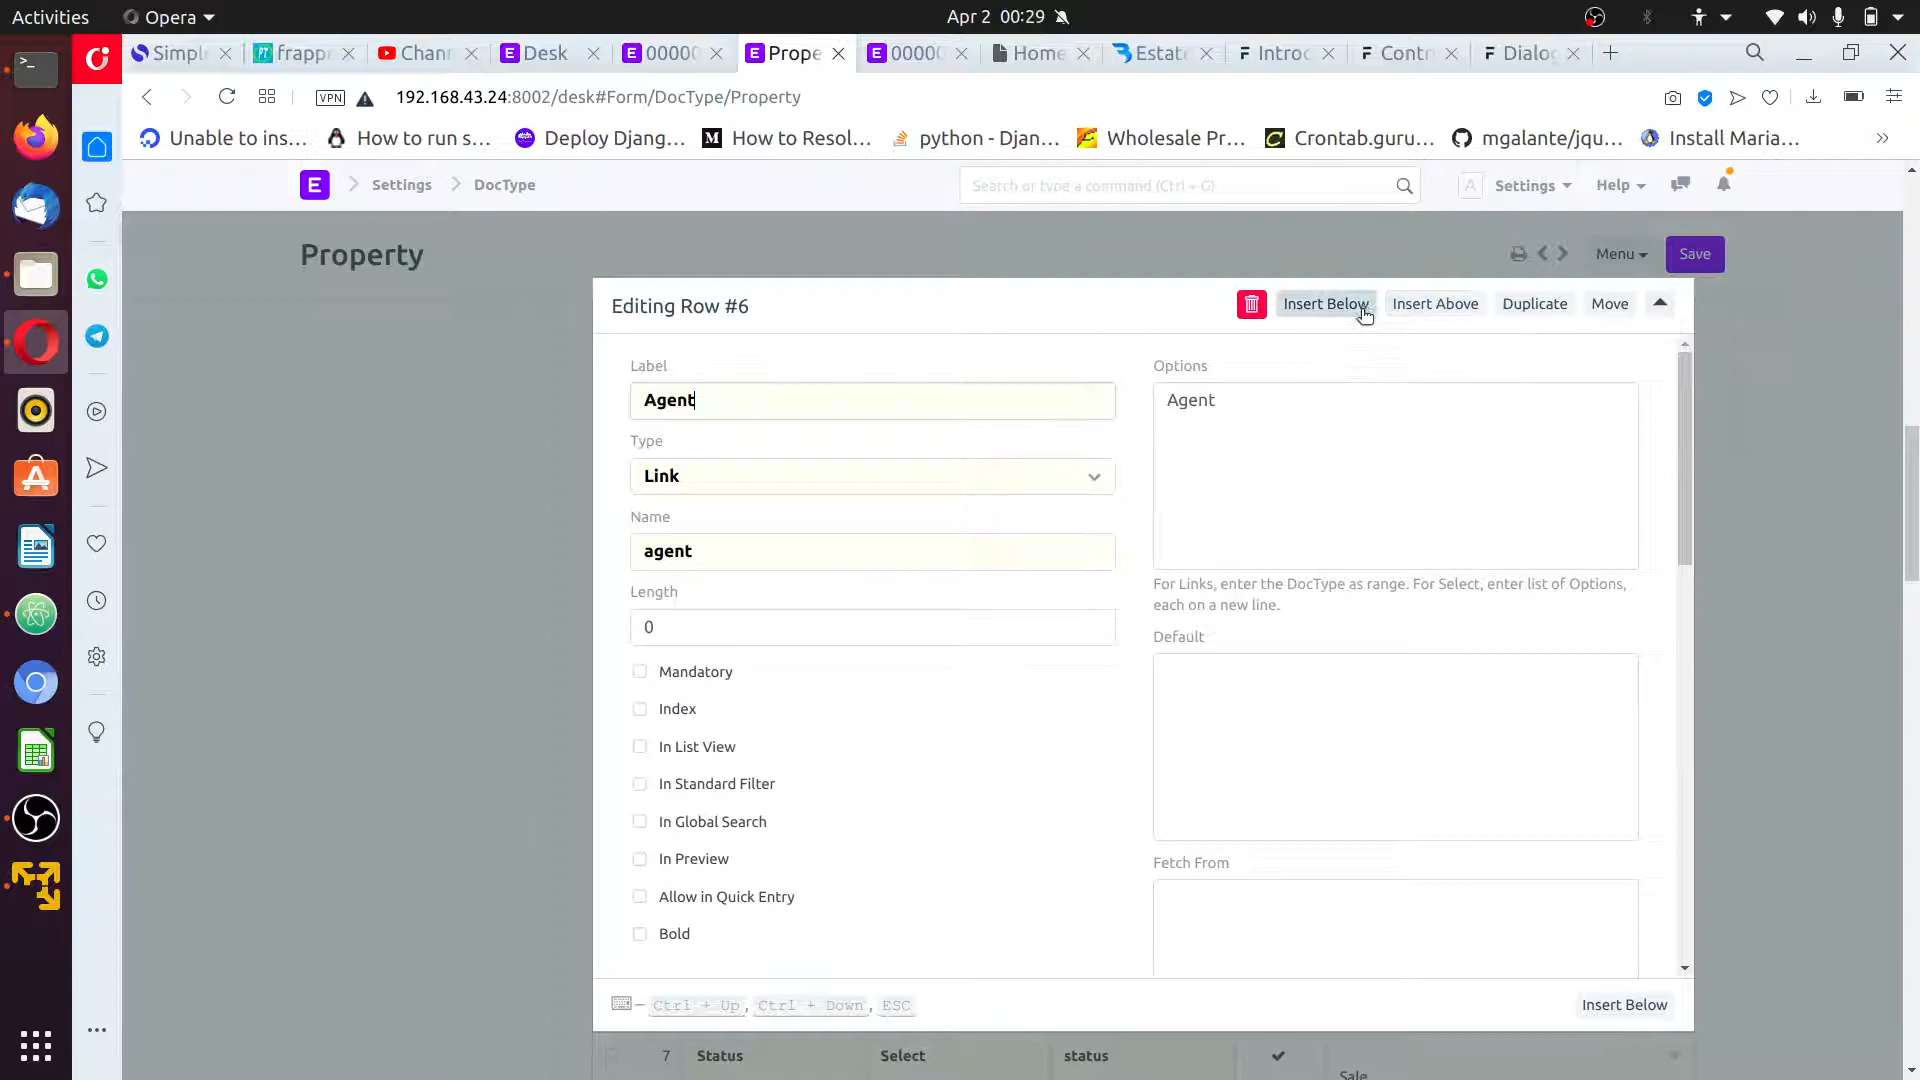 Activities
Opera
Apr 2 00:29
Simpl
frapp
Chan
Desk
0000
Prope
0000
Home
Estat
Intro
Contr
Dialo
VPN
192.168.43.24:8002/desk#Form/DocType/Property
Unable to ins...
How to run s...
Deploy Djang...
How to Resol...
python - Djan...
Wholesale Pr...
Crontab.guru...
mgalante/jqu...
Install Maria...
E
Settings
DocType
Search or type a command (Ctrl + G)
A
Settings
Help
Property
Menu
Save
Editing Row #6
Insert Below
Insert Above
Duplicate
Move
Label
Agent
Type
Link
Name
agent
Length
0
Mandatory
Index
In List View
In Standard Filter
In Global Search
In Preview
Allow in Quick Entry
Bold
Options
Agent
For Links, enter the DocType as range. For Select, enter list of Options,
each on a new line.
Default
Fetch From
Ctrl + Up, Ctrl + Down, ESC
Insert Below
7 Status Select status
Sale